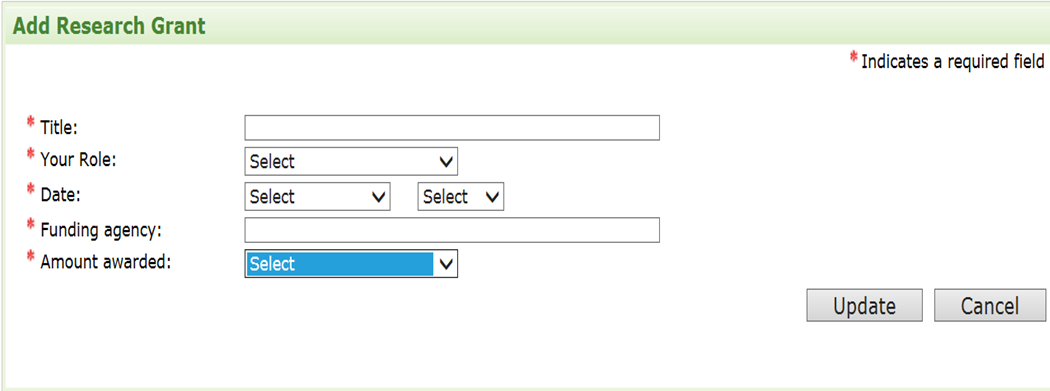 Add Research Grant
* Indicates a required field
* Title:
* Your Role: Select
* Date: Select Select
* Funding agency:
* Amount awarded: Select
Update Cancel